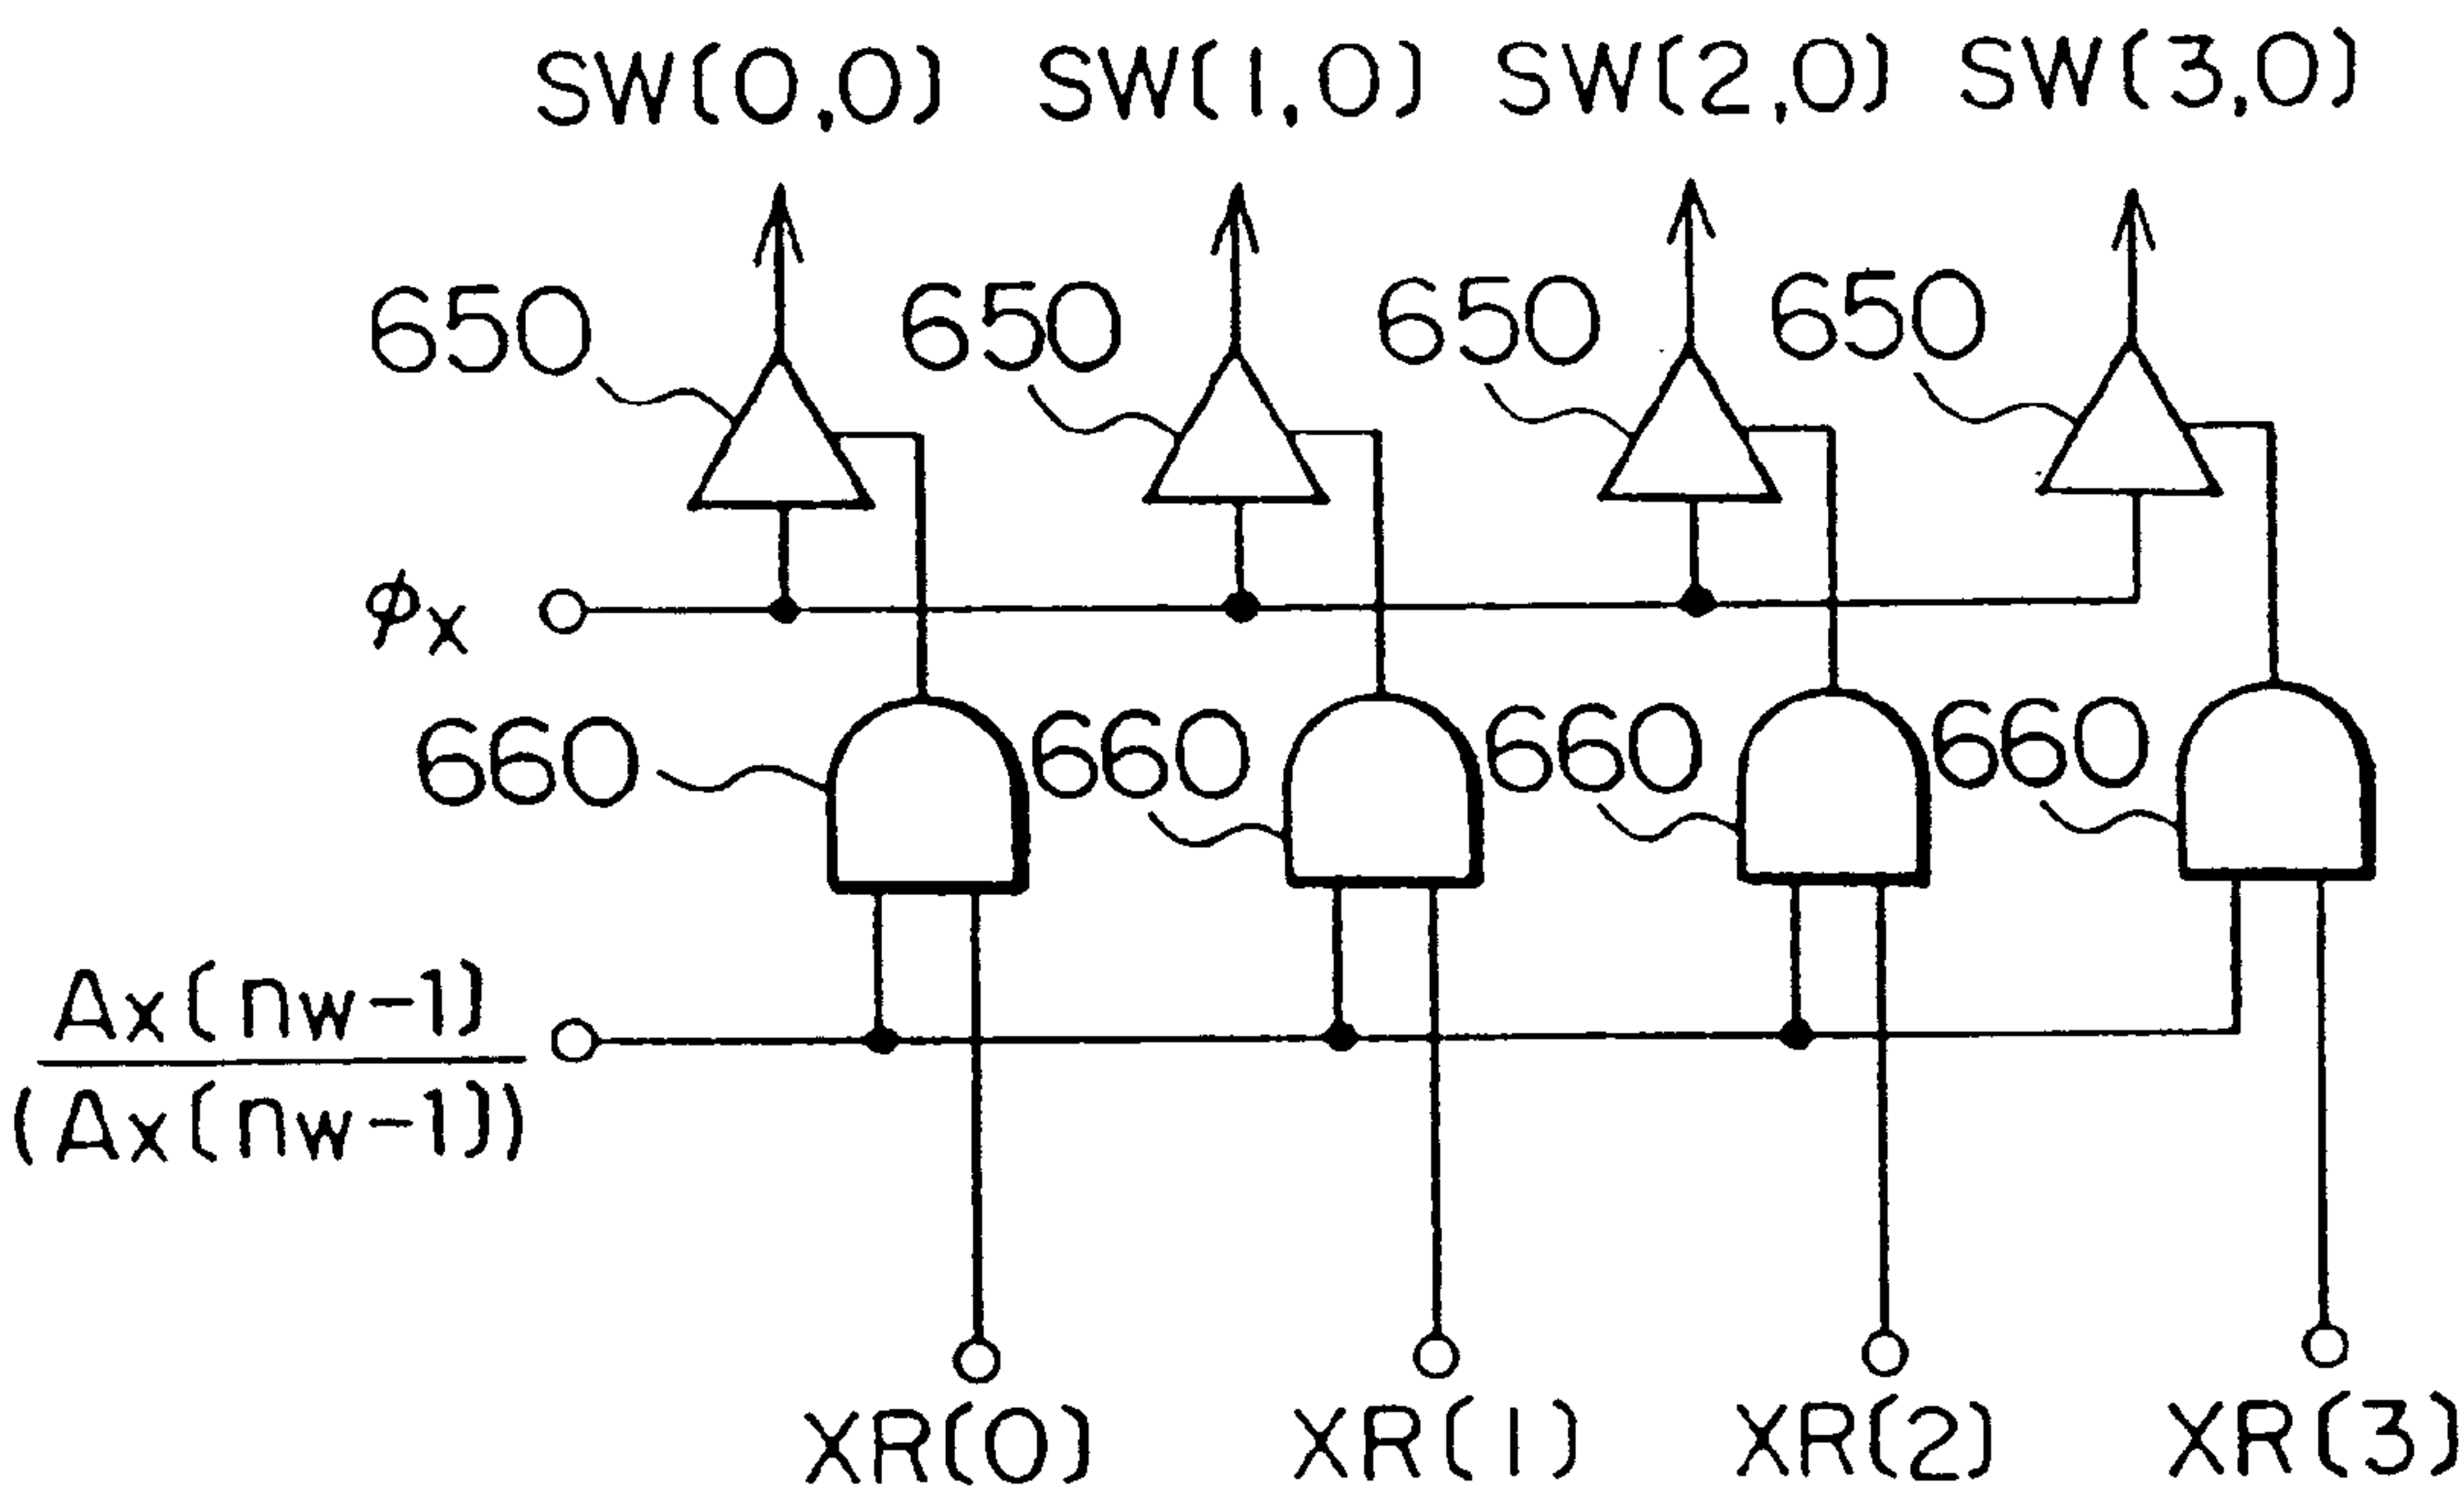 SW(0,0) SW(1,0) SW(2,0) SW(3,0)
650 650 650 650
φX
660 660 660 660
Ax(nw-1)
(Ax(nw-1))
XR(0) XR(1) XR(2) XR(3)